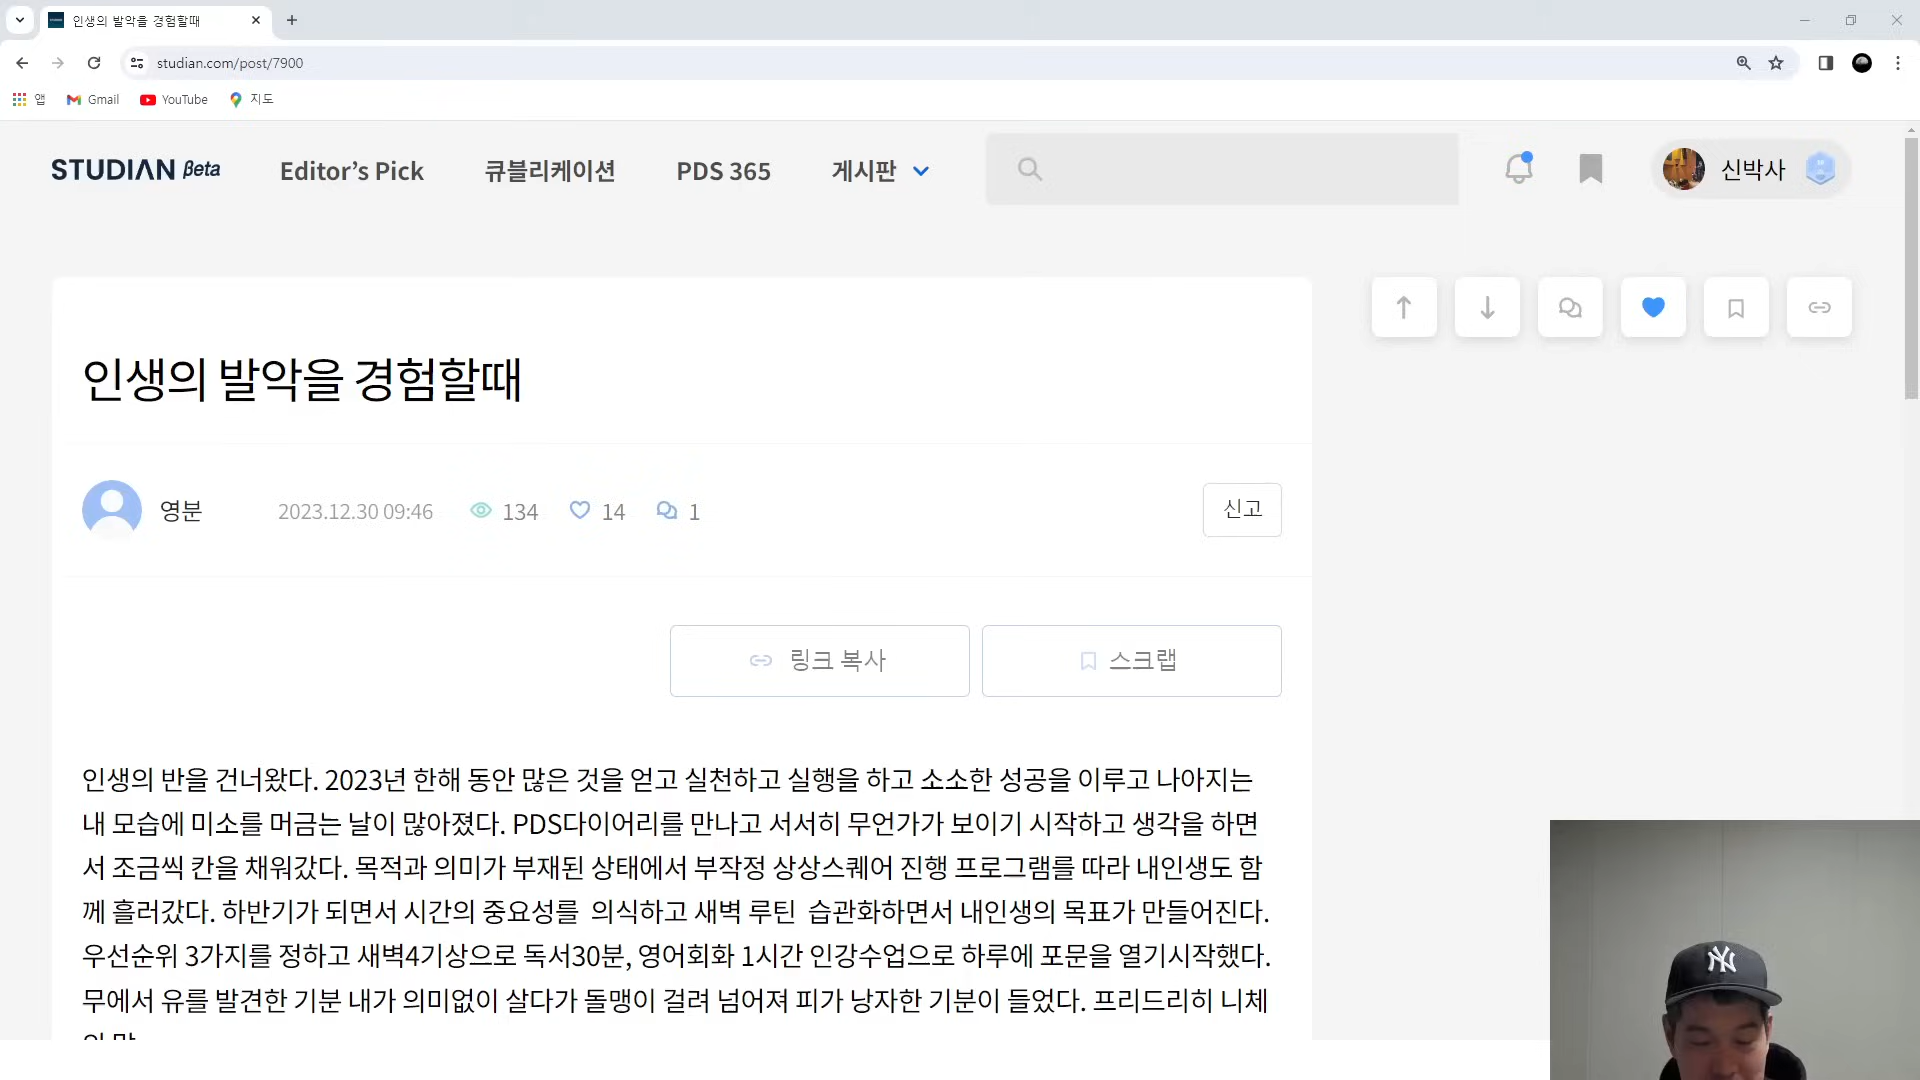 인생의 발악을 경험할때
studian.com/post/7900
앱 Gmail YouTube 지도
STUDIAN Beta Editor's Pick 큐블리케이션 PDS 365 게시판 신박사
인생의 발악을 경험할때
영분 2023.12.30 09:46 134 14 1 신고
링크 복사 스크랩
인생의 반을 건너왔다. 2023년 한해 동안 많은 것을 얻고 실천하고 실행을 하고 소소한 성공을 이루고 나아지는
내 모습에 미소를 머금는 날이 많아졌다. PDS다이어리를 만나고 서서히 무언가가 보이기 시작하고 생각을 하면
서 조금씩 칸을 채워갔다. 목적과 의미가 부재된 상태에서 부작정 상상스퀘어 진행 프로그램를 따라 내인생도 함
께 흘러갔다. 하반기가 되면서 시간의 중요성를 의식하고 새벽 루틴 습관화하면서 내인생의 목표가 만들어진다.
우선순위 3가지를 정하고 새벽4기상으로 독서30분, 영어회화 1시간 인강수업으로 하루에 포문을 열기시작했다.
무에서 유를 발견한 기분 내가 의미없이 살다가 돌맹이 걸려 넘어져 피가 낭자한 기분이 들었다. 프리드리히 니체
NY